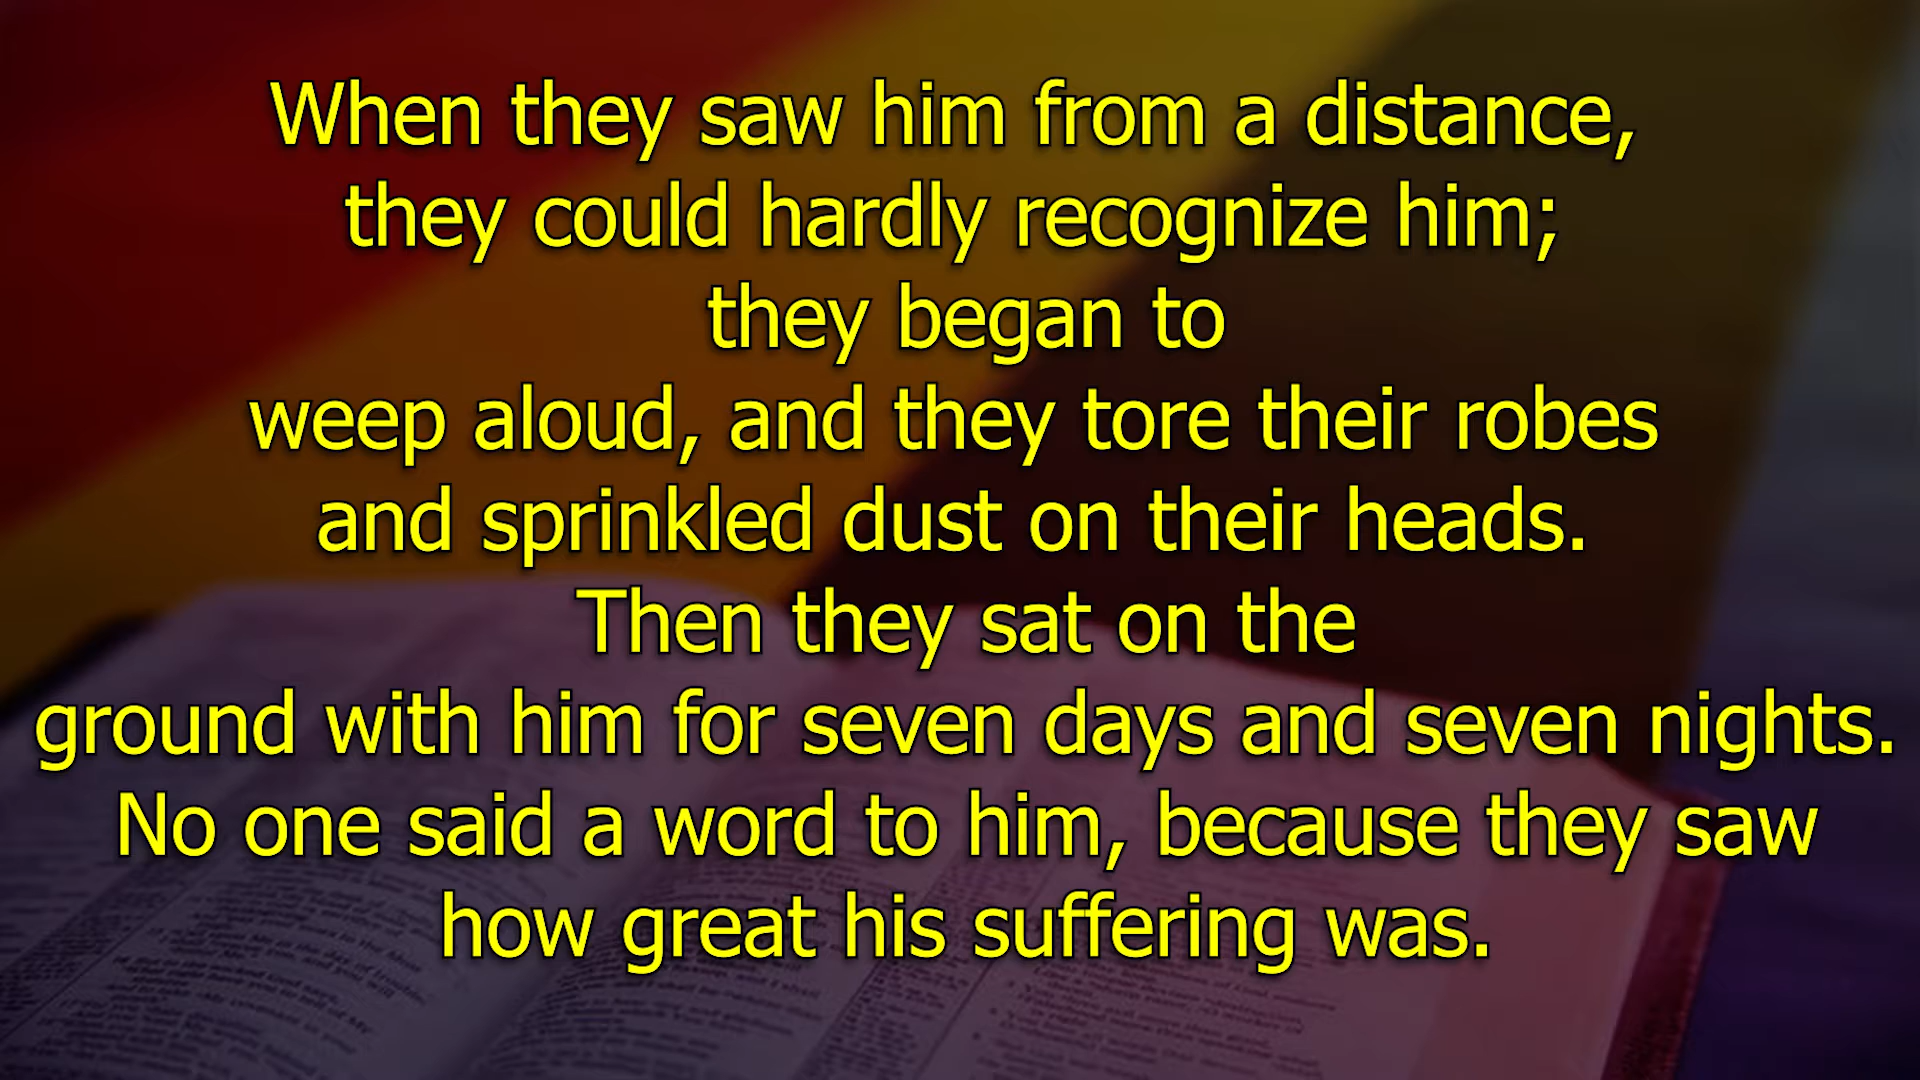 When they saw him from a distance,
they could hardly recognize him;
they began to
weep aloud, and they tore their robes
and sprinkled dust on their heads.
Then they sat on the
ground with him for seven days and seven nights.
No one said a word to him, because they saw
how great his suffering was.